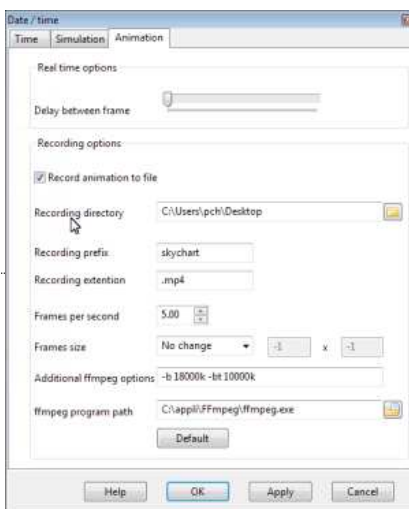 Date / time
Time Simulation Animation
Real time options
Delay between frame
Recording options
Record animation to file
Recording directory C:\Users\pch\Desktop
Recording prefix skychart
Recording extention .mp4
Frames per second 5.00
Frames size No change -1 x -1
Additional ffmpeg options -b 18000k -bt 10000k
ffmpeg program path C:\appli\FFmpeg\ffmpeg.exe
Default
Help OK Apply Cancel